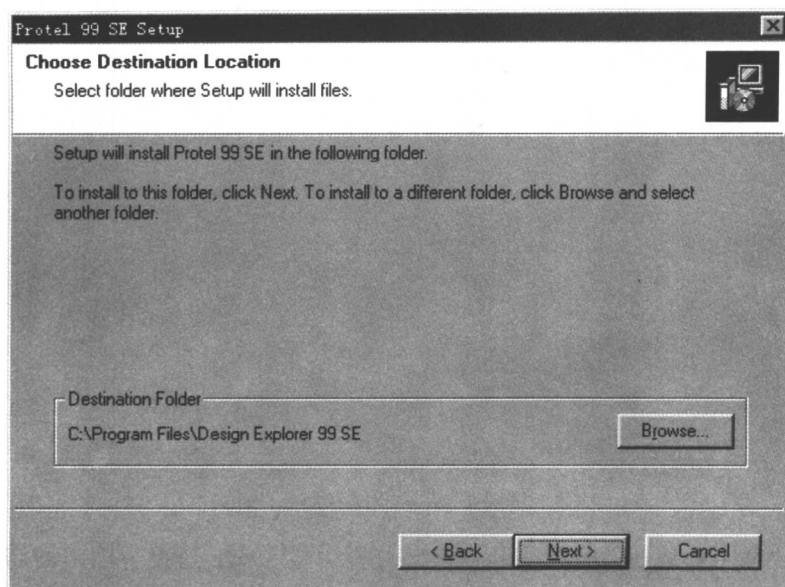 Protel 99 SE Setup
Choose Destination Location
Select folder where Setup will install files.
Setup will install Protel 99 SE in the following folder.
To install to this folder, click Next. To install to a different folder, click Browse and select
another folder.
Destination Folder
C:\Program Files\Design Explorer 99 SE
Browse...
< Back
Next >
Cancel